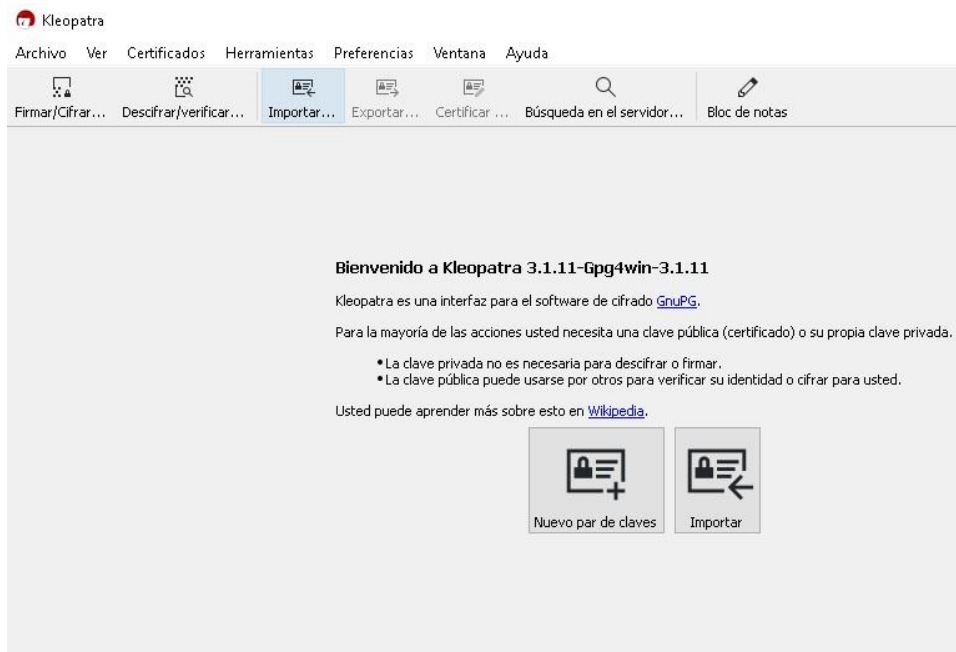 Kleopatra
Archivo Ver Certificados Herramientas Preferencias Ventana Ayuda
Firmar/Cifrar... Descifrar/verificar... Importar... Exportar... Certificar ... Búsqueda en el servidor... Bloc de notas
Bienvenido a Kleopatra 3.1.11-Gpg4win-3.1.11
Kleopatra es una interfaz para el software de cifrado GnuPG.
Para la mayoría de las acciones usted necesita una clave pública (certificado) o su propia clave privada.
•La clave privada no es necesaria para descifrar o firmar.
•La clave pública puede usarse por otros para verificar su identidad o cifrar para usted.
Usted puede aprender más sobre esto en Wikipedia.
Nuevo par de claves Importar